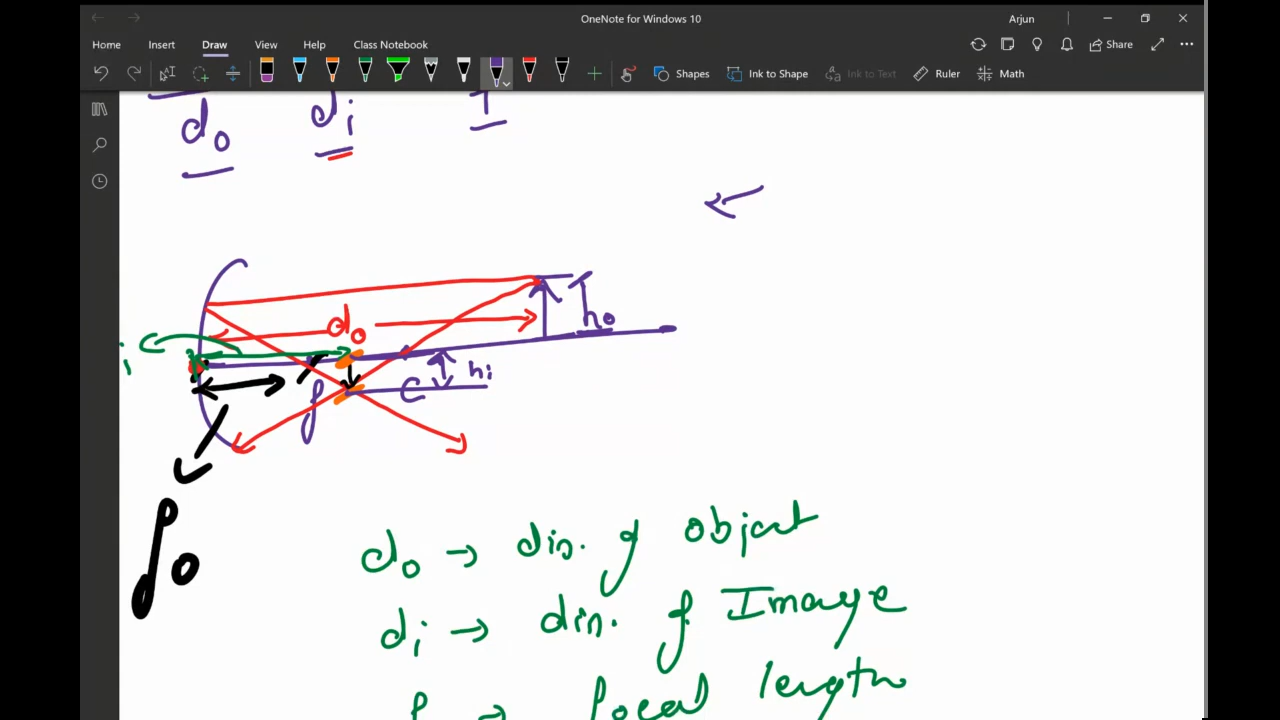 OneNote for Windows 10
Arjun
Home Insert Draw View Help Class Notebook
Share
Shapes Ink to Shape Ink to Text Ruler Math
do di f
ho
do
i
hi
f C
fo
do → dis. of object
di → dis. of Image
f → focal length